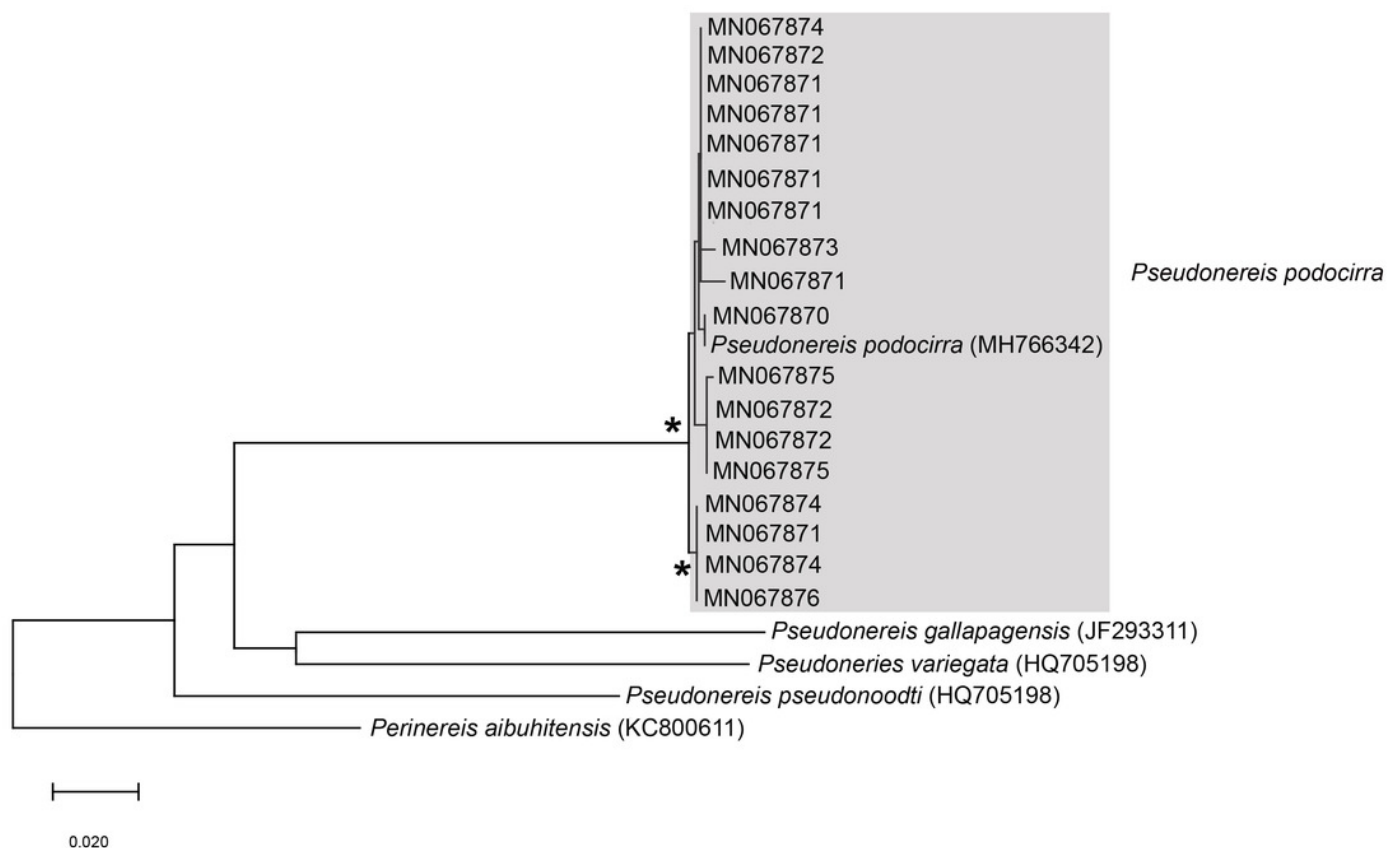 MN067874
MN067872
MN067871
MN067871
MN067871
MN067871
MN067871
MN067873
Pseudonereis podocirra
MN067871
MN067870
Pseudonereis podocirra (MH766342)
MN067875
MN067872
*
MN067872
MN067875
MN067874
MN067871
MN067874
*
MN067876
Pseudonereis gallapagensis (JF293311)
Pseudoneries variegata (HQ705198)
Pseudonereis pseudonoodti (HQ705198)
Perinereis aibuhitensis (KC800611)
0.020